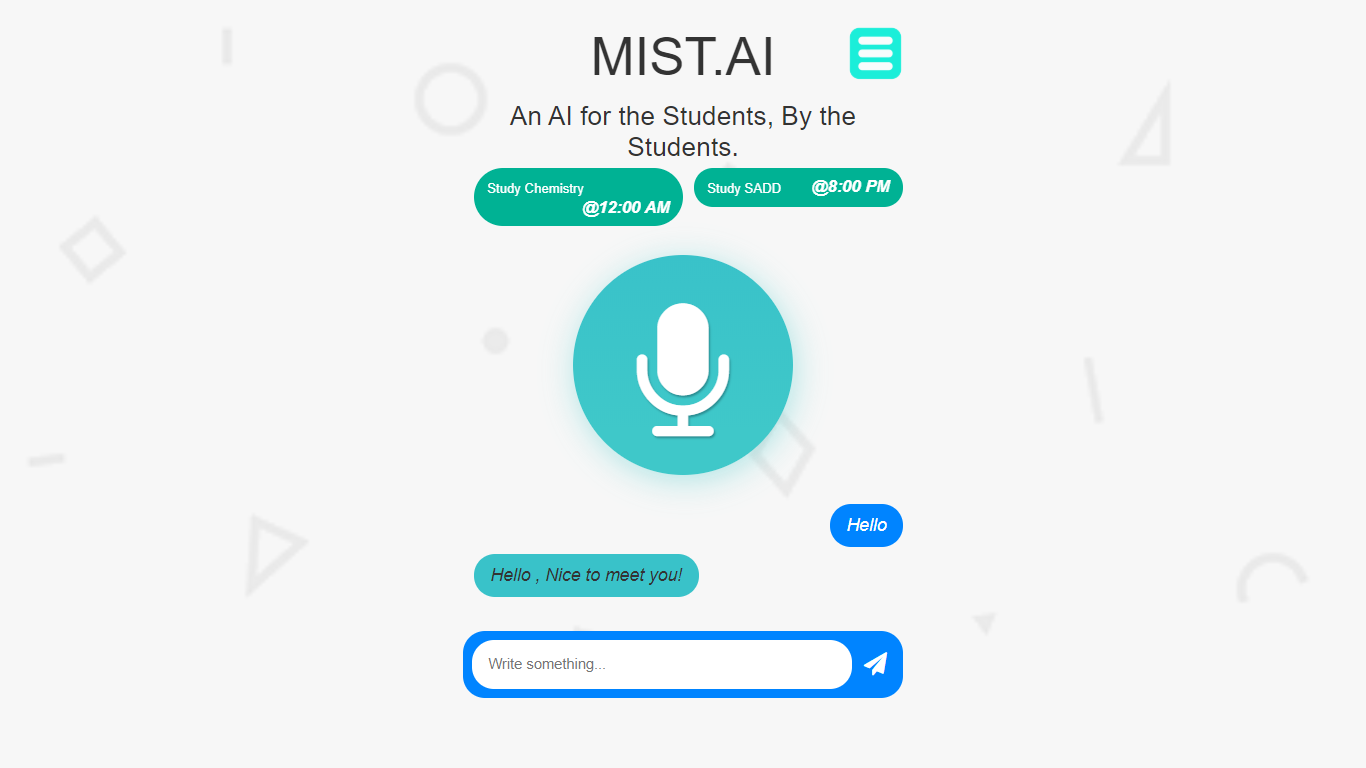 MIST.AI
An AI for the Students, By the
Students.
Study Chemistry
@12:00 AM
Study SADD @8:00 PM
Hello
Hello , Nice to meet you!
Write something...